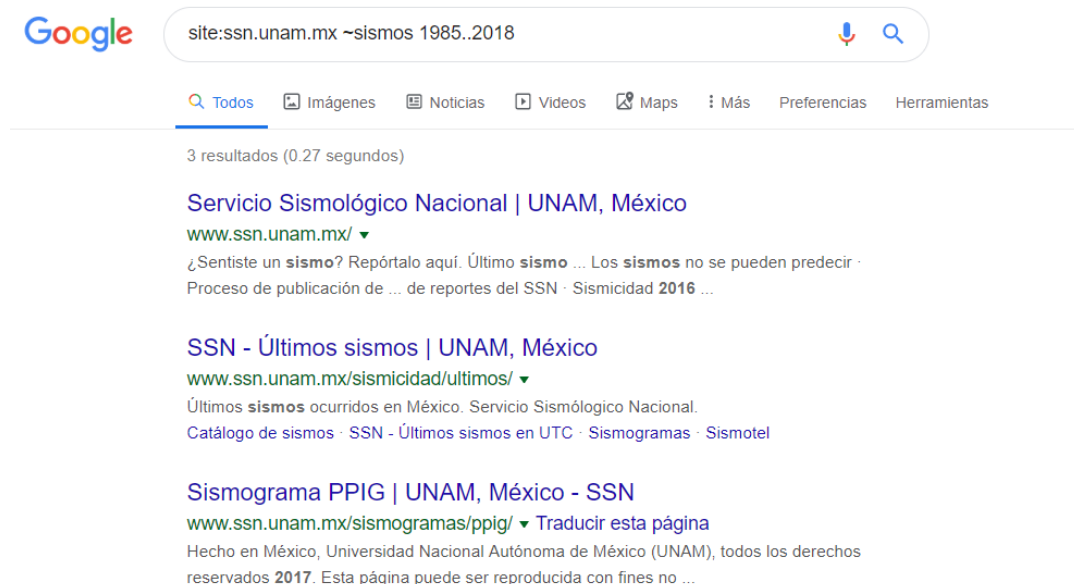 Google
site:ssn.unam.mx ~sismos 1985..2018
Todos Imágenes Noticias Videos Maps Más Preferencias Herramientas
3 resultados (0.27 segundos)
Servicio Sismológico Nacional | UNAM, México
www.ssn.unam.mx/
¿Sentiste un sismo? Repórtalo aquí. Último sismo ... Los sismos no se pueden predecir ·
Proceso de publicación de ... de reportes del SSN · Sismicidad 2016 ...
SSN - Últimos sismos | UNAM, México
www.ssn.unam.mx/sismicidad/ultimos/
Últimos sismos ocurridos en México. Servicio Sismólogico Nacional.
Catálogo de sismos · SSN - Últimos sismos en UTC · Sismogramas · Sismotel
Sismograma PPIG | UNAM, México - SSN
www.ssn.unam.mx/sismogramas/ppig/ Traducir esta página
Hecho en México, Universidad Nacional Autónoma de México (UNAM), todos los derechos
reservados 2017. Esta página puede ser reproducida con fines no ...